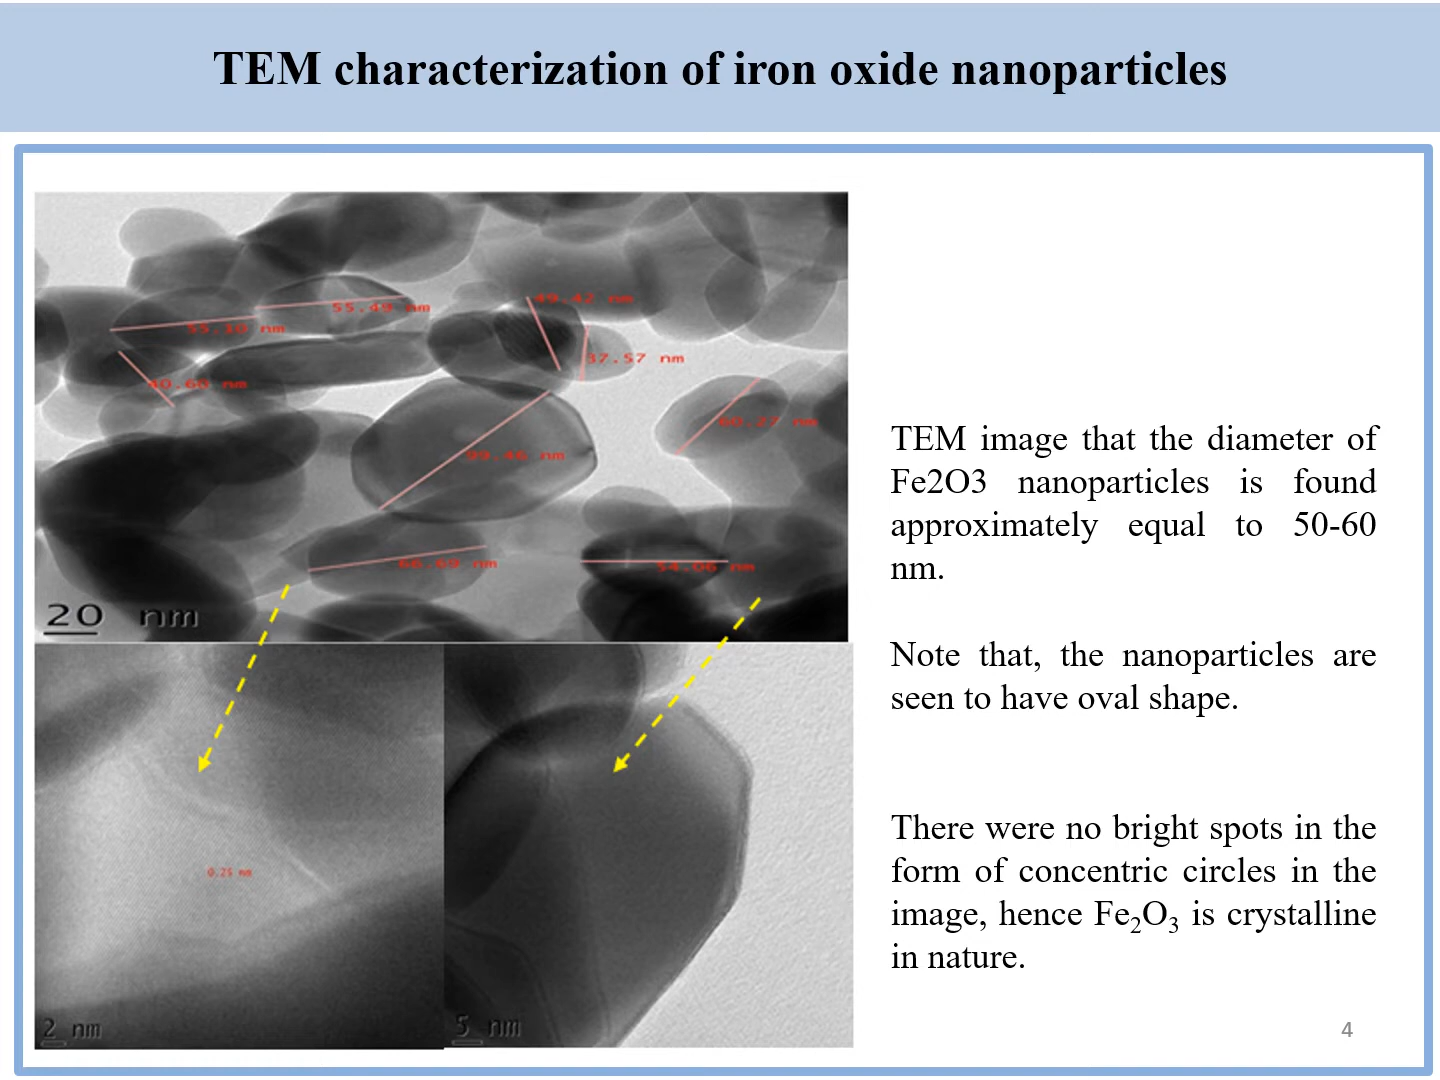 TEM characterization of iron oxide nanoparticles
55.49 nm
49.42 nm
55.30 nm
37.57 nm
40.68 nm
60.27 nm
99.46 nm
54.06 nm
20 nm
0.25 nm
2 nm
5 nm
TEM image that the diameter of
Fe2O3 nanoparticles is found
approximately equal to 50-60
nm.
Note that, the nanoparticles are
seen to have oval shape.
There were no bright spots in the
form of concentric circles in the
image, hence Fe₂O₃ is crystalline
in nature.
4